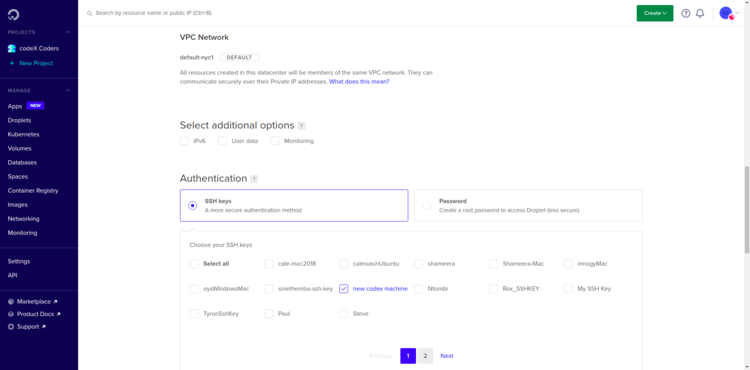 Search by resource name or public IP (Ctrl+B)
Create
PROJECTS
codeX Coders
+ New Project
MANAGE
Apps NEW
Droplets
Kubernetes
Volumes
Databases
Spaces
Container Registry
Images
Networking
Monitoring
Settings
API
Marketplace
Product Docs
Support
VPC Network
default-nyc1 DEFAULT
All resources created in this datacenter will be members of the same VPC network. They can
communicate securely over their Private IP addresses. What does this mean?
Select additional options ?
IPv6 User data Monitoring
Authentication ?
SSH keys
A more secure authentication method
Password
Create a root password to access Droplet (less secure)
Choose your SSH keys
Select all cale-mac2018 caleoasinUbuntu shameera Shameera-Mac innogyMac
oysWIndowsMac sinethemba-ssh-key new codex machine Ntombi Rox_SSHKEY My SSH Key
TyronSshKey Paul Steve
Previous 1 2 Next